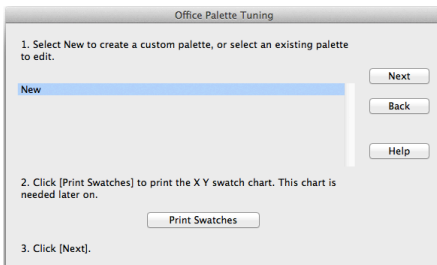 Office Palette Tuning
1. Select New to create a custom palette, or select an existing palette
to edit.
Next
New
Back
Help
2. Click [Print Swatches] to print the X Y swatch chart. This chart is
needed later on.
Print Swatches
3. Click [Next].